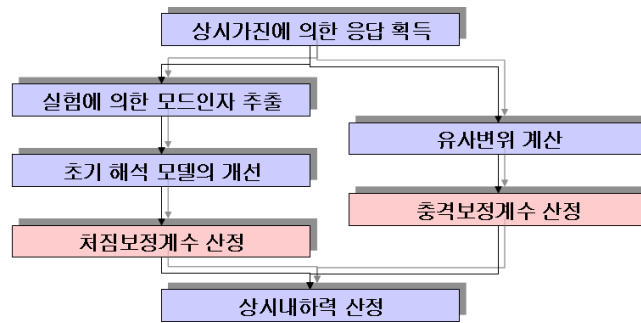 상시가진에 의한 응답 획득
실험에 의한 모드인자 추출
유사변위 계산
초기 해석 모델의 개선
충격보정계수 산정
처짐보정계수 산정
상시내하력 산정